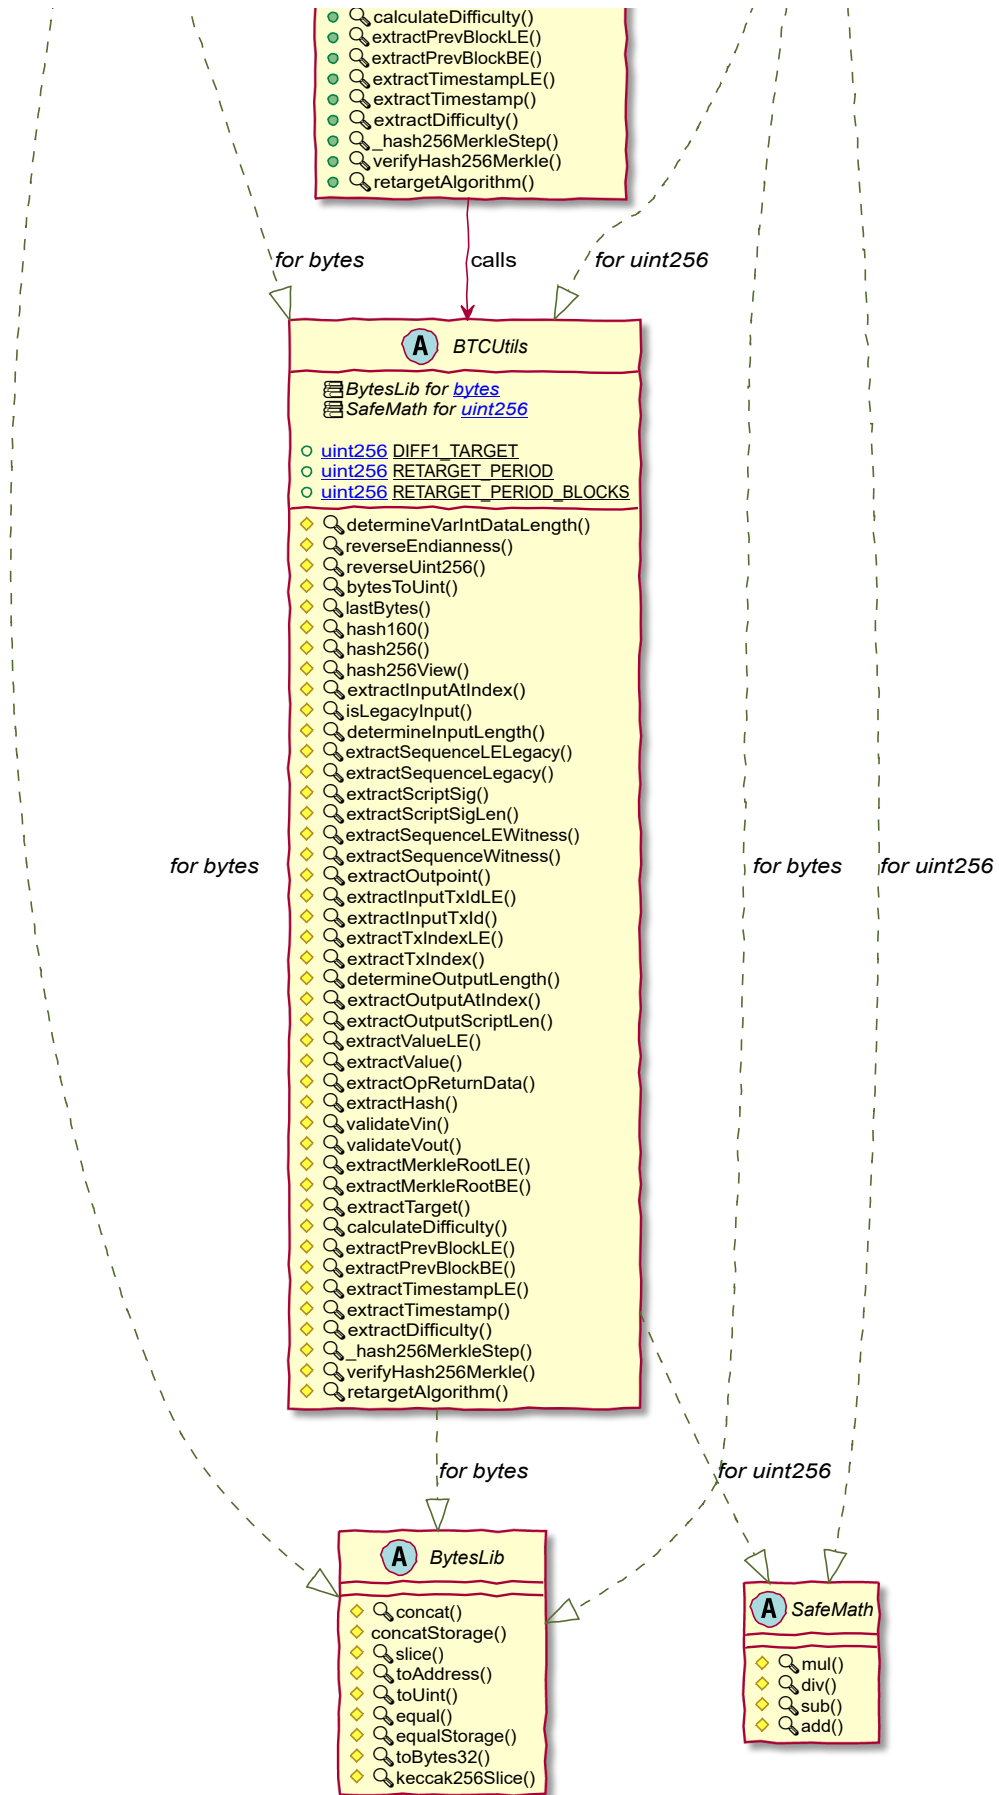 calculateDifficulty()
extractPrevBlockLE()
extractPrevBlockBE()
extractTimestampLE()
extractTimestamp()
extractDifficulty()
_hash256MerkleStep()
verifyHash256Merkle()
retargetAlgorithm()
for bytes
calls
for uint256
A BTCUtils
BytesLib for bytes
SafeMath for uint256
uint256 DIFF1_TARGET
uint256 RETARGET_PERIOD
uint256 RETARGET_PERIOD_BLOCKS
determineVarIntDataLength()
reverseEndianness()
reverseUint256()
bytesToUint()
lastBytes()
hash160()
hash256()
hash256View()
extractInputAtIndex()
isLegacyInput()
determineInputLength()
extractSequenceLELegacy()
extractSequenceLegacy()
extractScriptSig()
extractScriptSigLen()
extractSequenceLEWitness()
extractSequenceWitness()
extractOutpoint()
extractInputTxIdLE()
extractInputTxId()
extractTxIndexLE()
extractTxIndex()
determineOutputLength()
extractOutputAtIndex()
extractOutputScriptLen()
extractValueLE()
extractValue()
extractOpReturnData()
extractHash()
validateVin()
validateVout()
extractMerkleRootLE()
extractMerkleRootBE()
extractTarget()
calculateDifficulty()
extractPrevBlockLE()
extractPrevBlockBE()
extractTimestampLE()
extractTimestamp()
extractDifficulty()
_hash256MerkleStep()
verifyHash256Merkle()
retargetAlgorithm()
for bytes
for bytes
for uint256
for bytes
for uint256
A BytesLib
concat()
concatStorage()
slice()
toAddress()
toUint()
equal()
equalStorage()
toBytes32()
keccak256Slice()
A SafeMath
mul()
div()
sub()
add()